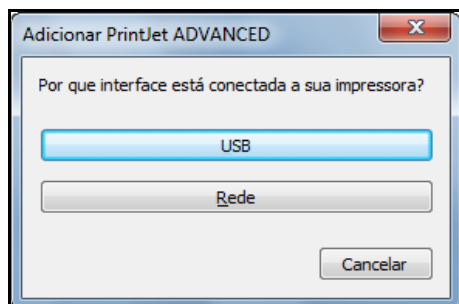 Adicionar PrintJet ADVANCED
Por que interface está conectada a sua impressora?
USB
Rede
Cancelar